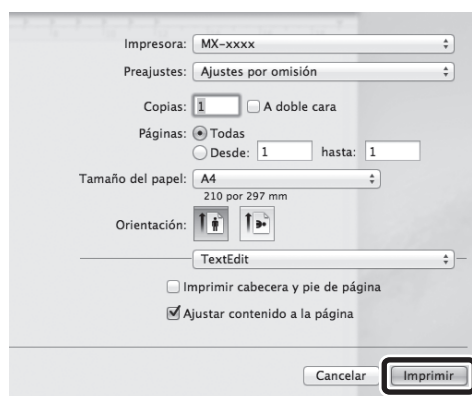 Impresora: MX-xxxx
Preajustes: Ajustes por omisión
Copias: 1 A doble cara
Páginas: Todas
Desde: 1 hasta: 1
Tamaño del papel: A4
210 por 297 mm
Orientación:
TextEdit
Imprimir cabecera y pie de página
Ajustar contenido a la página
Cancelar Imprimir